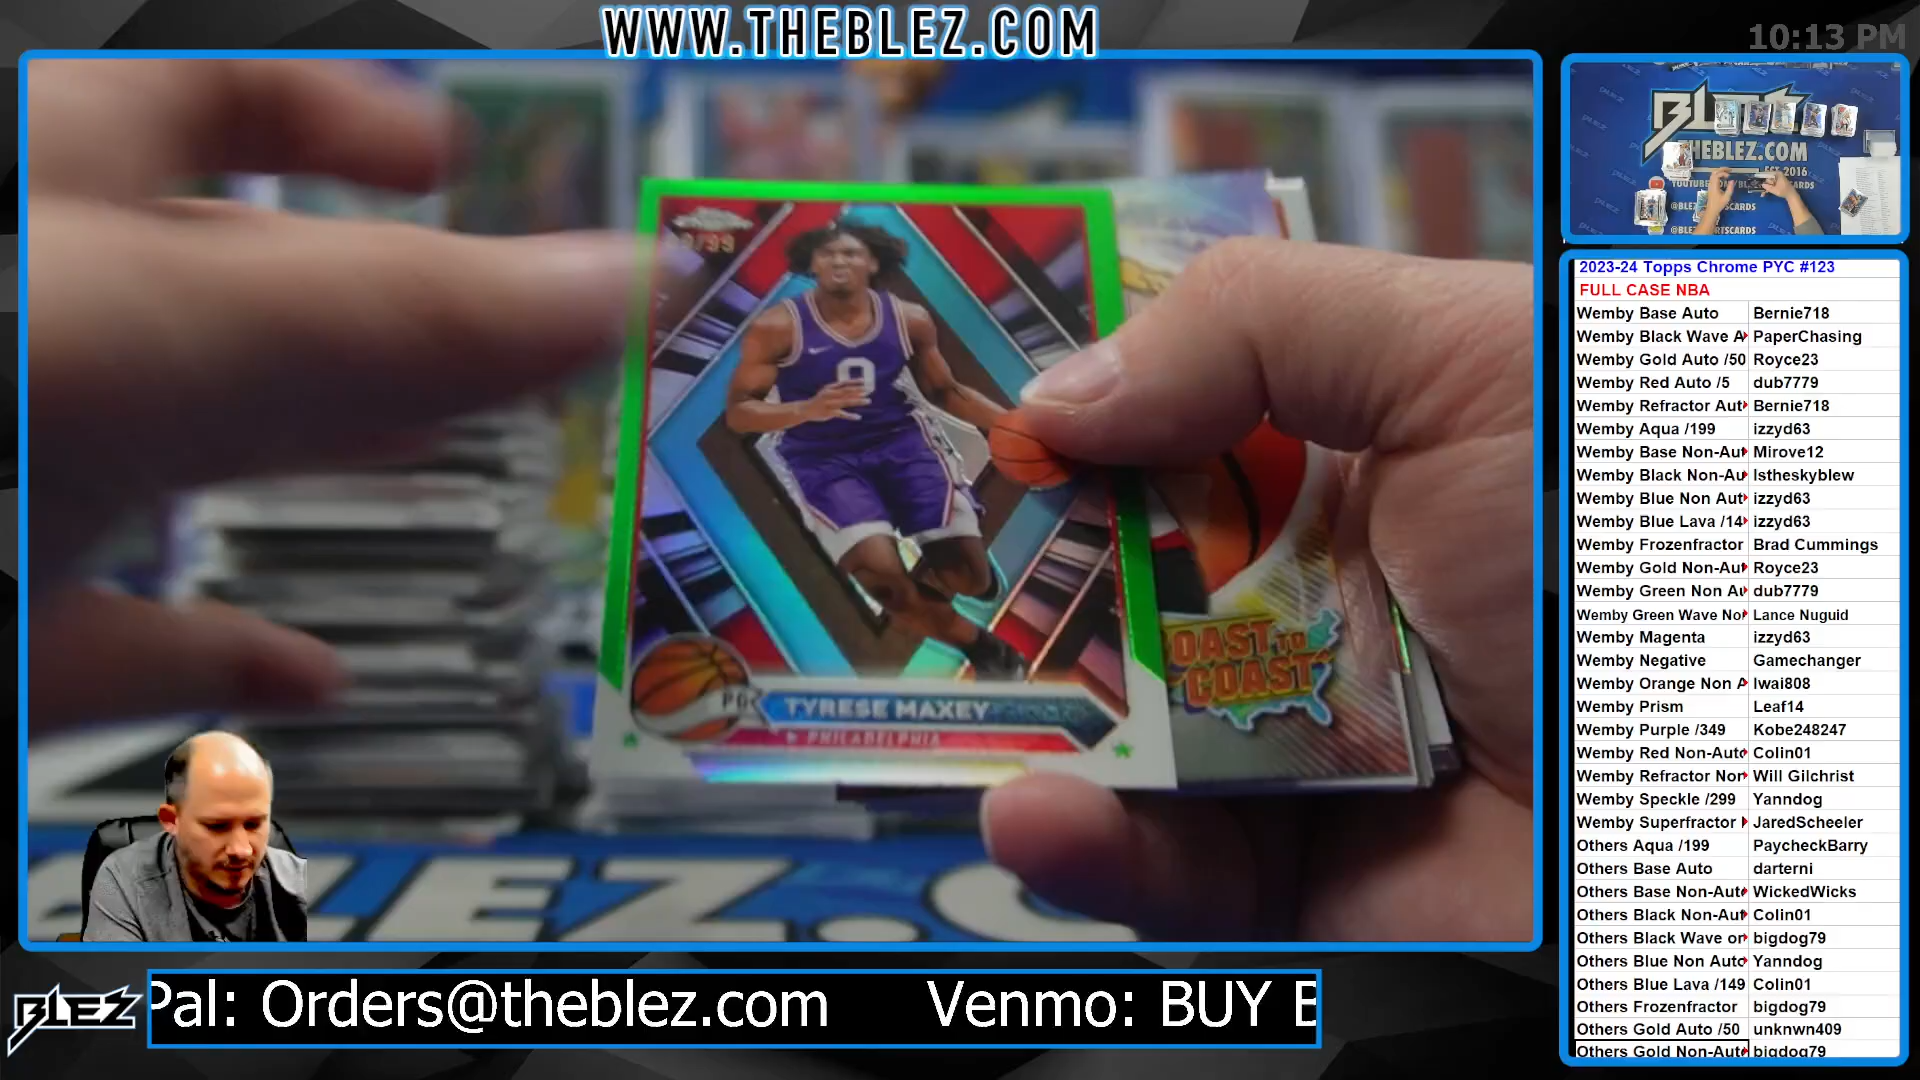 WWW.THEBLEZ.COM
10:13 PM
BLEZ
THEBLEZ.COM
TYRESE MAXEY
PHILADELPHIA
COAST TO
COAST
BLEZ.C
2023-24 Topps Chrome PYC #123
FULL CASE NBA
Wemby Base Auto Bernie718
Wemby Black Wave A PaperChasing
Wemby Gold Auto /50 Royce23
Wemby Red Auto /5 dub7779
Wemby Refractor Aut Bernie718
Wemby Aqua /199 izzyd63
Wemby Base Non-Aut Mirove12
Wemby Black Non-Au Istheskyblew
Wemby Blue Non Aut izzyd63
Wemby Blue Lava /14 izzyd63
Wemby Frozenfractor Brad Cummings
Wemby Gold Non-Aut Royce23
Wemby Green Non Au dub7779
Wemby Green Wave No Lance Nuguid
Wemby Magenta izzyd63
Wemby Negative Gamechanger
Wemby Orange Non A Iwai808
Wemby Prism Leaf14
Wemby Purple /349 Kobe248247
Wemby Red Non-Auto Colin01
Wemby Refractor Non Will Gilchrist
Wemby Speckle /299 Yanndog
Wemby Superfractor JaredScheeler
Others Aqua /199 PaycheckBarry
Others Base Auto darterni
Others Base Non-Auto WickedWicks
Others Black Non-Aut Colin01
Others Black Wave or bigdog79
Others Blue Non Auto Yanndog
Others Blue Lava /149 Colin01
Others Frozenfractor bigdog79
Others Gold Auto /50 unknwn409
Others Gold Non-Auto bigdog79
BLEZ
Pal: Orders@theblez.com Venmo: BUY